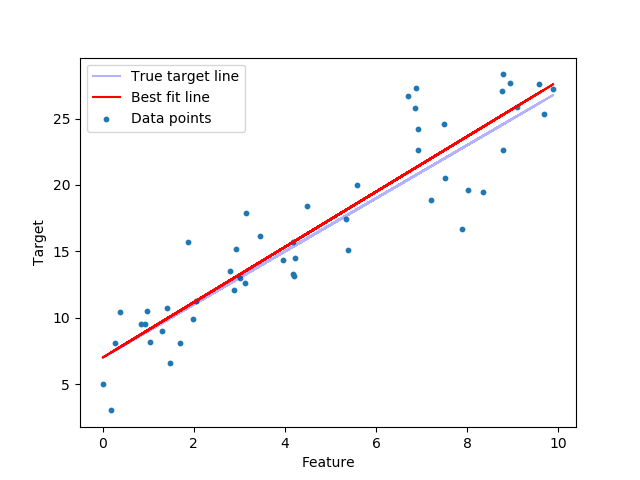 True target line
Best fit line
Data points
25
20
15
10
5
Target
0 2 4 6 8 10
Feature